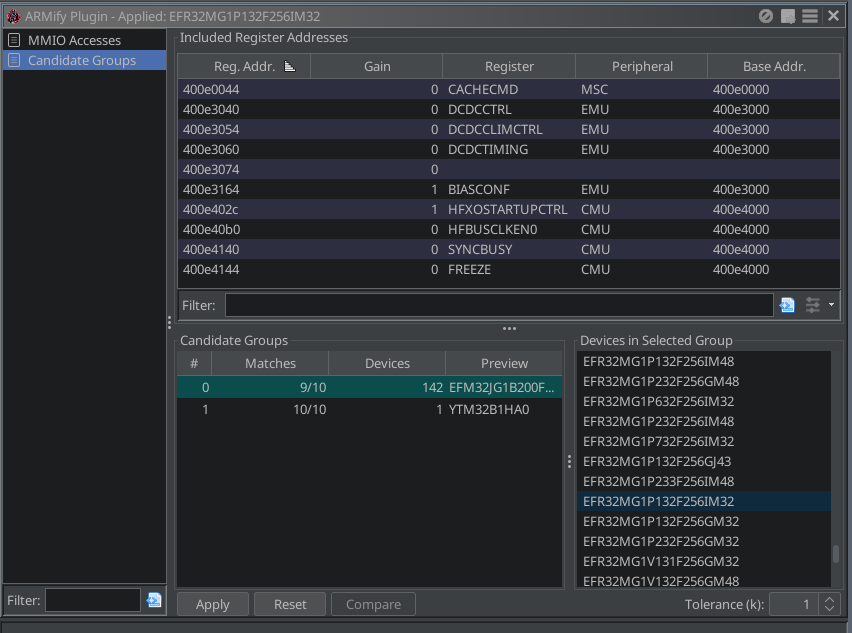 ARMify Plugin - Applied: EFR32MG1P132F256IM32
MMIO Accesses
Candidate Groups
Filter:
Included Register Addresses
Reg. Addr. Gain Register Peripheral Base Addr.
400e0044 0 CACHECMD MSC 400e0000
400e3040 0 DCDCCTRL EMU 400e3000
400e3054 0 DCDCCLIMCTRL EMU 400e3000
400e3060 0 DCDCTIMING EMU 400e3000
400e3074 0
400e3164 1 BIASCONF EMU 400e3000
400e402c 1 HFXOSTARTUPCTRL CMU 400e4000
400e40b0 0 HFBUSCLKEN0 CMU 400e4000
400e4140 0 SYNCBUSY CMU 400e4000
400e4144 0 FREEZE CMU 400e4000
Filter:
Candidate Groups
# Matches Devices Preview
0 9/10 142 EFM32JG1B200F...
1 10/10 1 YTM32B1HA0
Devices in Selected Group
EFR32MG1P132F256IM48
EFR32MG1P232F256GM48
EFR32MG1P632F256IM32
EFR32MG1P232F256IM48
EFR32MG1P732F256IM32
EFR32MG1P132F256GJ43
EFR32MG1P233F256IM48
EFR32MG1P132F256IM32
EFR32MG1P132F256GM32
EFR32MG1P232F256GM32
EFR32MG1V131F256GM32
EFR32MG1V132F256GM48
Apply Reset Compare
Tolerance (k): 1